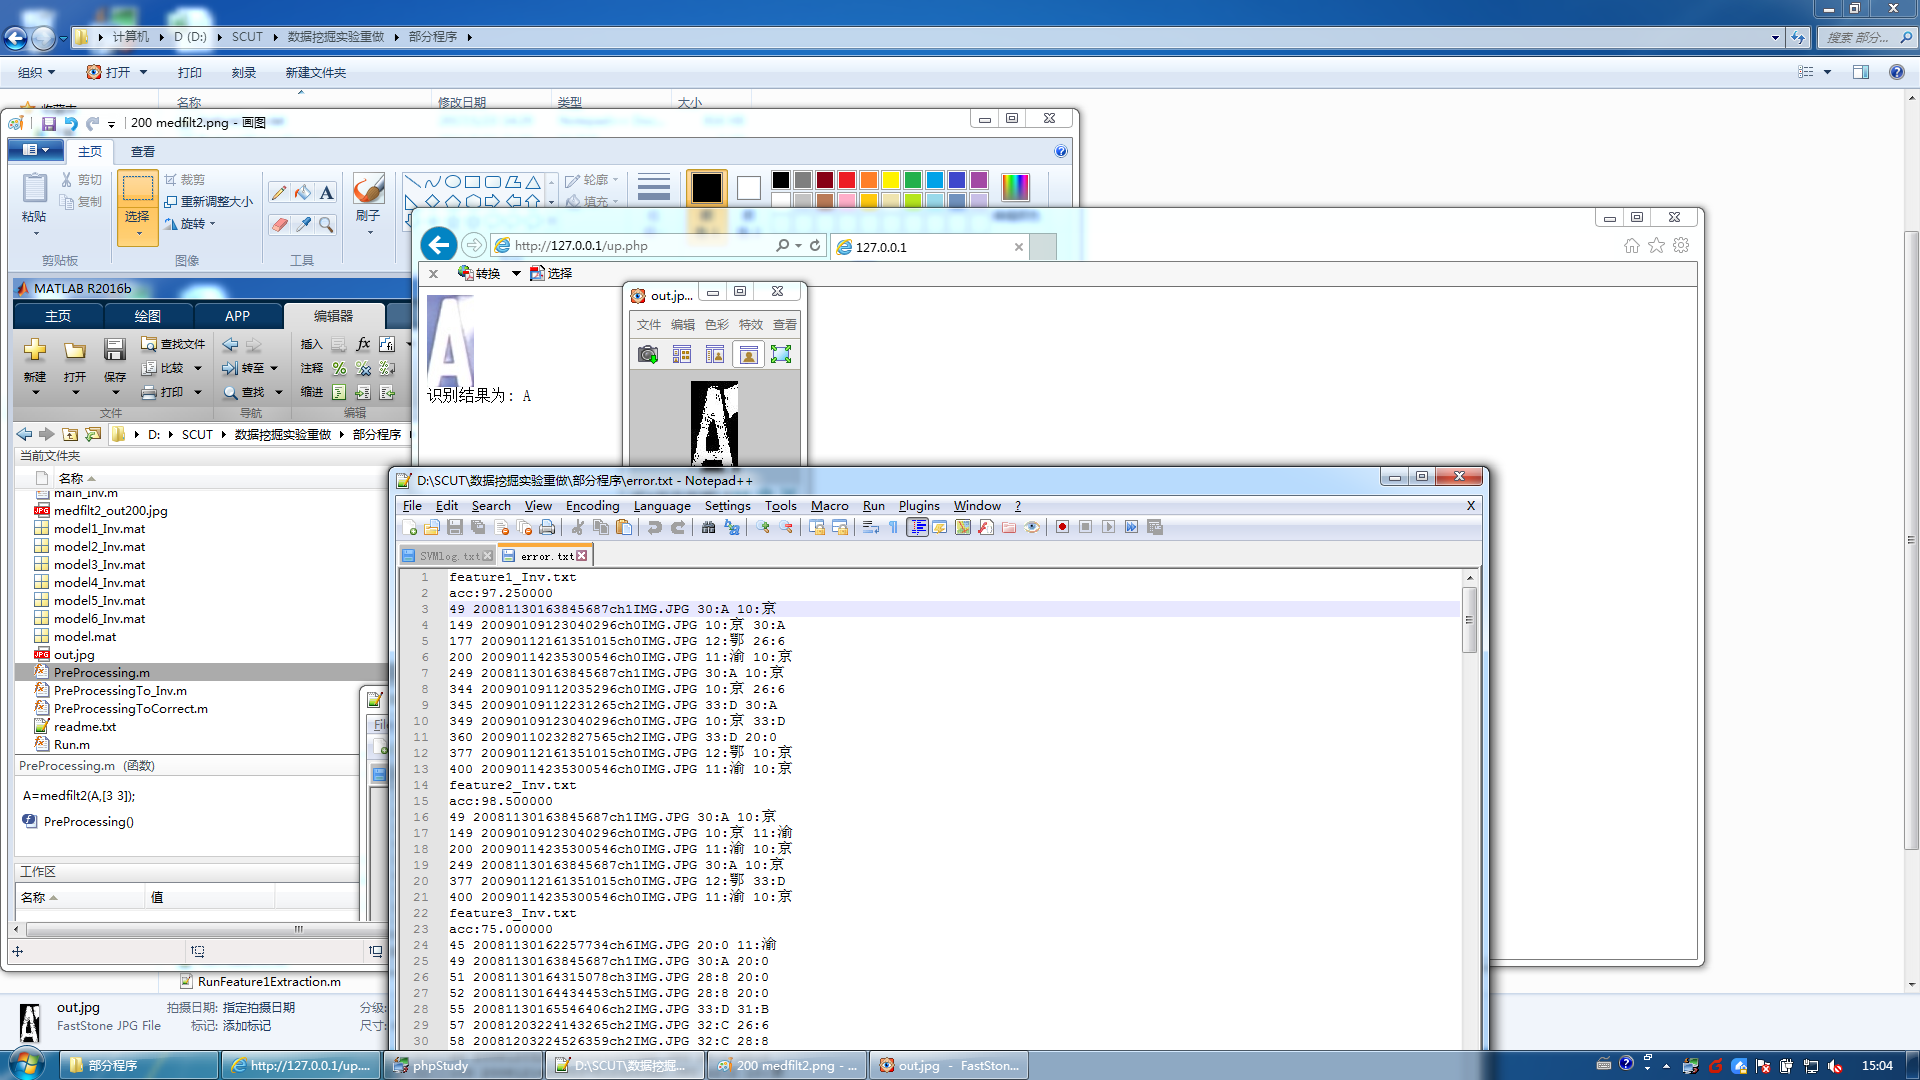 计算机 D (D:) SCUT 数据挖掘实验重做 部分程序
搜索 部分...
组织 打开 打印 刻录 新建文件夹
名称 修改日期 类型 大小
200 medfilt2.png - 画图
主页 查看
粘贴 剪切 复制 选择 裁剪 重新调整大小 旋转 刷子 轮廓 填充
剪贴板 图像 工具
http://127.0.0.1/up.php
127.0.0.1
转换 选择
识别结果为: A
out.jp...
文件 编辑 色彩 特效 查看
MATLAB R2016b
主页 绘图 APP 编辑器
新建 打开 保存 查找文件 比较 打印 转至 查找 插入 注释 缩进
文件 导航 编辑
D: SCUT 数据挖掘实验重做 部分程序
当前文件夹
名称
main_Inv.m
medfilt2_out200.jpg
model1_Inv.mat
model2_Inv.mat
model3_Inv.mat
model4_Inv.mat
model5_Inv.mat
model6_Inv.mat
model.mat
out.jpg
PreProcessing.m
PreProcessingTo_Inv.m
PreProcessingToCorrect.m
readme.txt
Run.m
PreProcessing.m (函数)
A=medfilt2(A,[3 3]);
PreProcessing()
工作区
名称 值
D:\SCUT\数据挖掘实验重做\部分程序\error.txt - Notepad++
File Edit Search View Encoding Language Settings Tools Macro Run Plugins Window ? X
SVMlog.txt error.txt
1 feature1_Inv.txt
2 acc:97.250000
3 49 20081130163845687ch1IMG.JPG 30:A 10:京
4 149 20090109123040296ch0IMG.JPG 10:京 30:A
5 177 20090112161351015ch0IMG.JPG 12:鄂 26:6
6 200 20090114235300546ch0IMG.JPG 11:渝 10:京
7 249 20081130163845687ch1IMG.JPG 30:A 10:京
8 344 20090109112035296ch0IMG.JPG 10:京 26:6
9 345 20090109112231265ch2IMG.JPG 33:D 30:A
10 349 20090109123040296ch0IMG.JPG 10:京 33:D
11 360 20090110232827565ch2IMG.JPG 33:D 20:0
12 377 20090112161351015ch0IMG.JPG 12:鄂 10:京
13 400 20090114235300546ch0IMG.JPG 11:渝 10:京
14 feature2_Inv.txt
15 acc:98.500000
16 49 20081130163845687ch1IMG.JPG 30:A 10:京
17 149 20090109123040296ch0IMG.JPG 10:京 11:渝
18 200 20090114235300546ch0IMG.JPG 11:渝 10:京
19 249 20081130163845687ch1IMG.JPG 30:A 10:京
20 377 20090112161351015ch0IMG.JPG 12:鄂 33:D
21 400 20090114235300546ch0IMG.JPG 11:渝 10:京
22 feature3_Inv.txt
23 acc:75.000000
24 45 20081130162257734ch6IMG.JPG 20:0 11:渝
25 49 20081130163845687ch1IMG.JPG 30:A 20:0
26 51 20081130164315078ch3IMG.JPG 28:8 20:0
27 52 20081130164434453ch5IMG.JPG 28:8 20:0
28 55 20081130165546406ch2IMG.JPG 33:D 31:B
29 57 20081203224143265ch2IMG.JPG 32:C 26:6
30 58 20081203224526359ch2IMG.JPG 32:C 28:8
RunFeature1Extraction.m
out.jpg 拍摄日期: 指定拍摄日期 分级:
FastStone JPG File 标记: 添加标记 尺寸:
部分程序 http://127.0.0.1/up.... phpStudy D:\SCUT\数据挖掘... 200 medfilt2.png - ... out.jpg - FastSton... 15:04